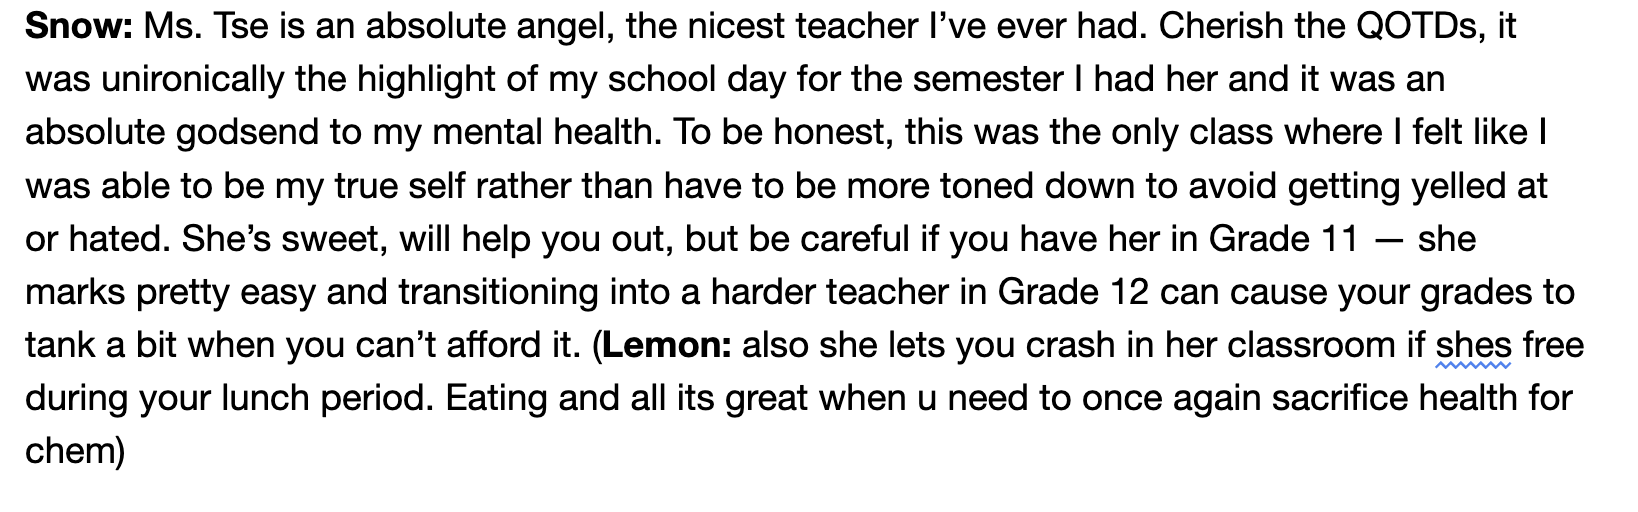 Snow: Ms. Tse is an absolute angel, the nicest teacher I’ve ever had. Cherish the QOTDs, it
was unironically the highlight of my school day for the semester I had her and it was an
absolute godsend to my mental health. To be honest, this was the only class where I felt like I
was able to be my true self rather than have to be more toned down to avoid getting yelled at
or hated. She’s sweet, will help you out, but be careful if you have her in Grade 11 — she
marks pretty easy and transitioning into a harder teacher in Grade 12 can cause your grades to
tank a bit when you can’t afford it. (Lemon: also she lets you crash in her classroom if shes free
during your lunch period. Eating and all its great when u need to once again sacrifice health for
chem)